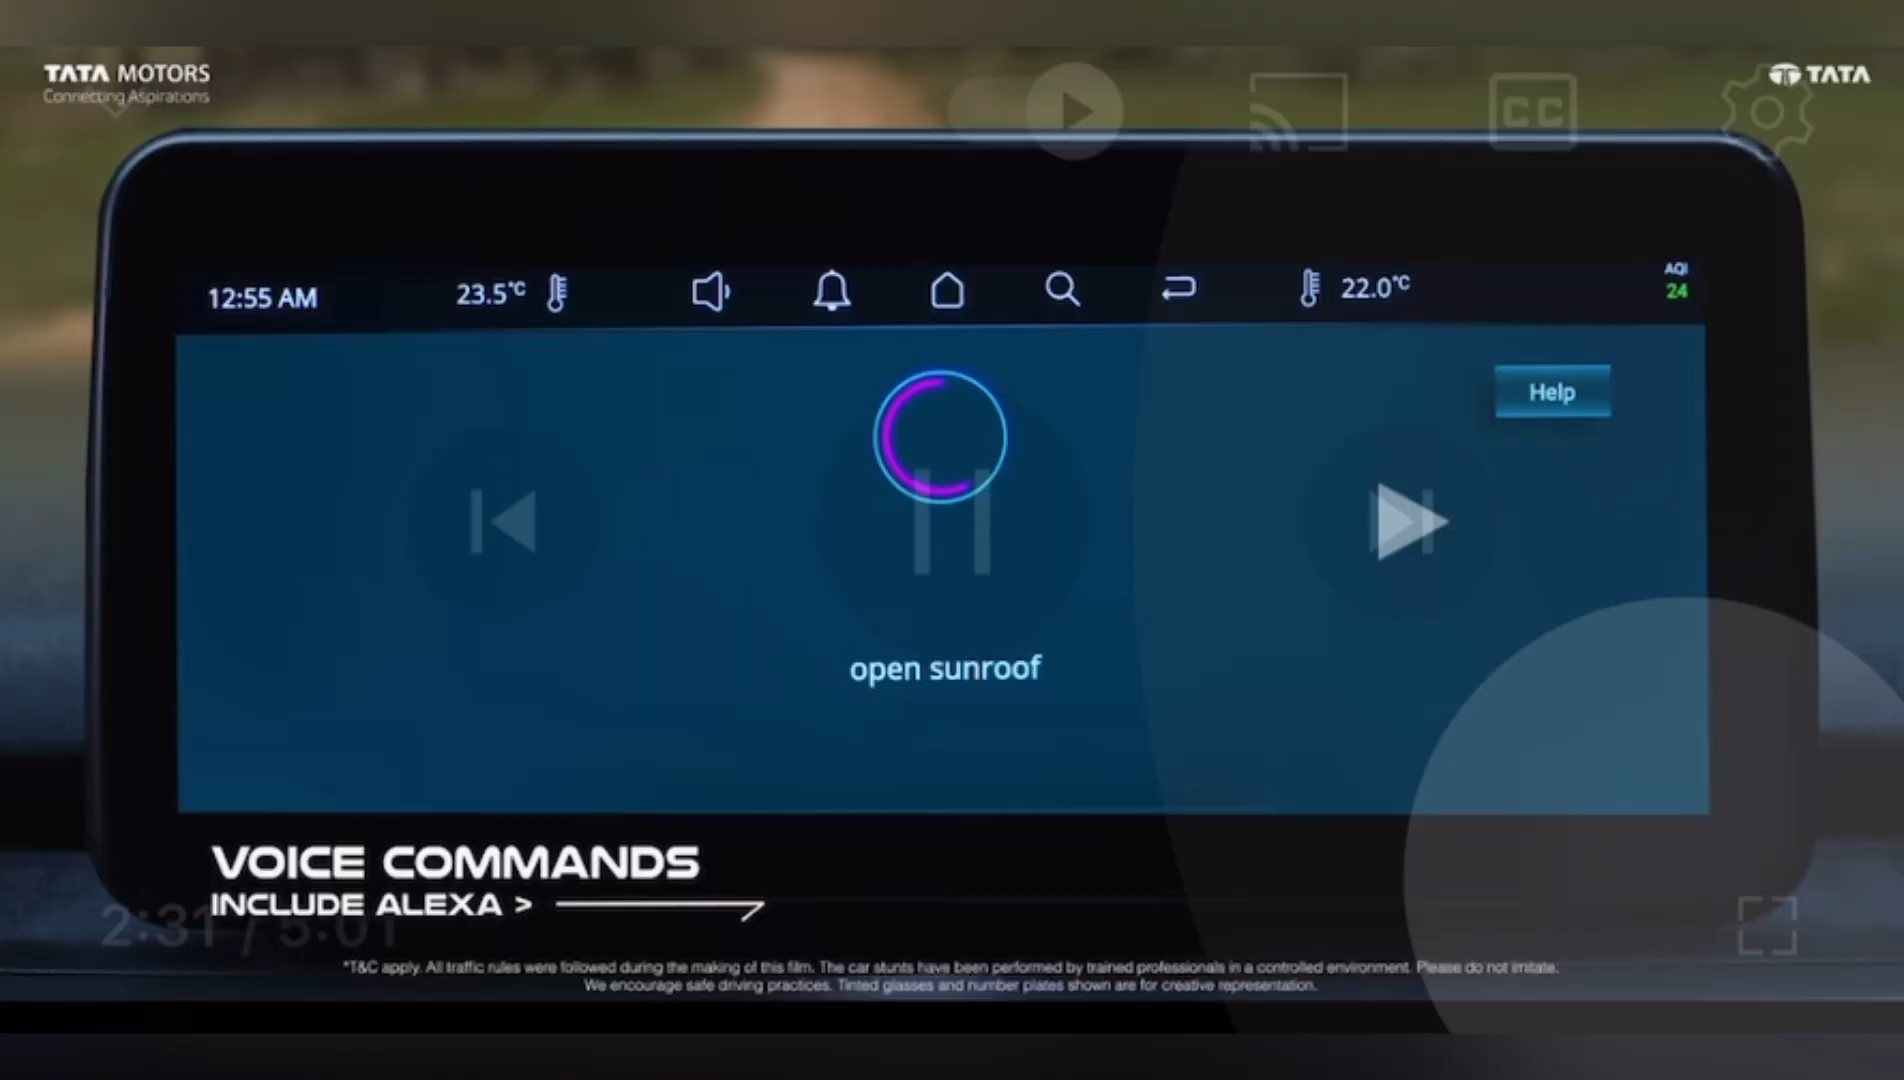 TATA MOTORS
Connecting Aspirations
TATA
CC
12:55 AM
23.5°C
22.0°C
AQI
24
Help
open sunroof
VOICE COMMANDS
INCLUDE ALEXA >
2:31 / 5:01
*T&C apply. All traffic rules were followed during the making of this film. The car stunts have been performed by trained professionals in a controlled environment. Please do not imitate.
We encourage safe driving practices. Tinted glasses and number plates shown are for creative representation.